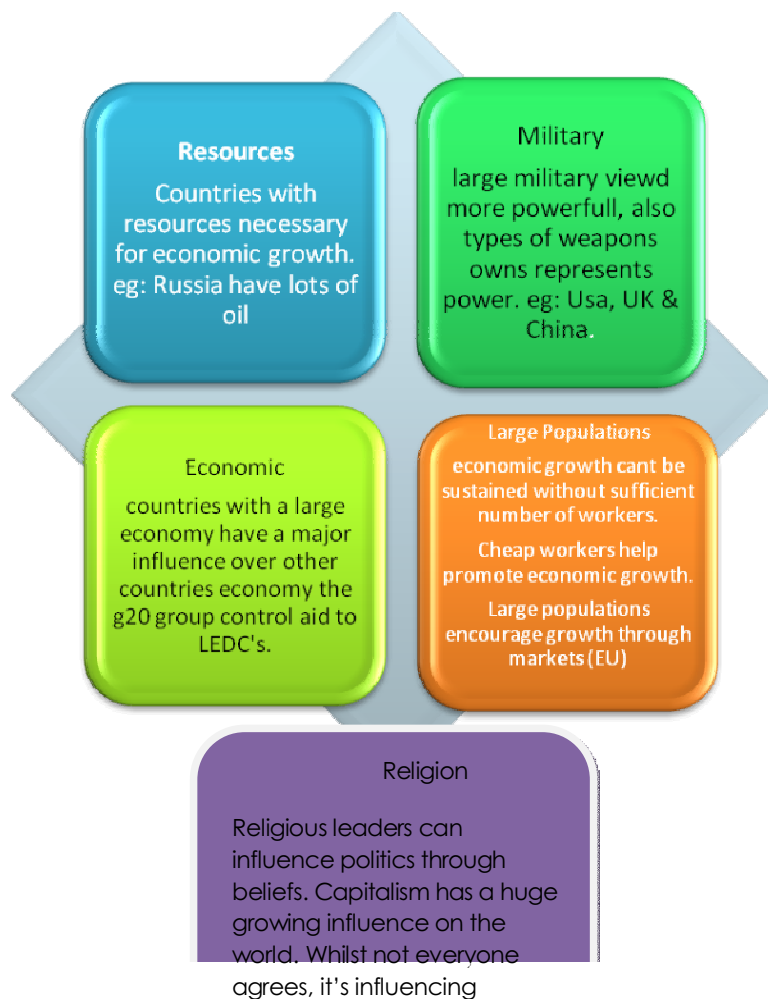 Resources
Countries with
resources necessary
for economic growth.
eg: Russia have lots of
oil
Military
large military viewd
more powerfull, also
types of weapons
owns represents
power. eg: Usa, UK &
China.
Economic
countries with a large
economy have a major
influence over other
countries economy the
g20 group control aid to
LEDC's.
Large Populations
economic growth cant be
sustained without sufficient
number of workers.
Cheap workers help
promote economic growth.
Large populations
encourage growth through
markets (EU)
Religion
Religious leaders can
influence politics through
beliefs. Capitalism has a huge
growing influence on the
world. Whilst not everyone
agrees, it’s influencing